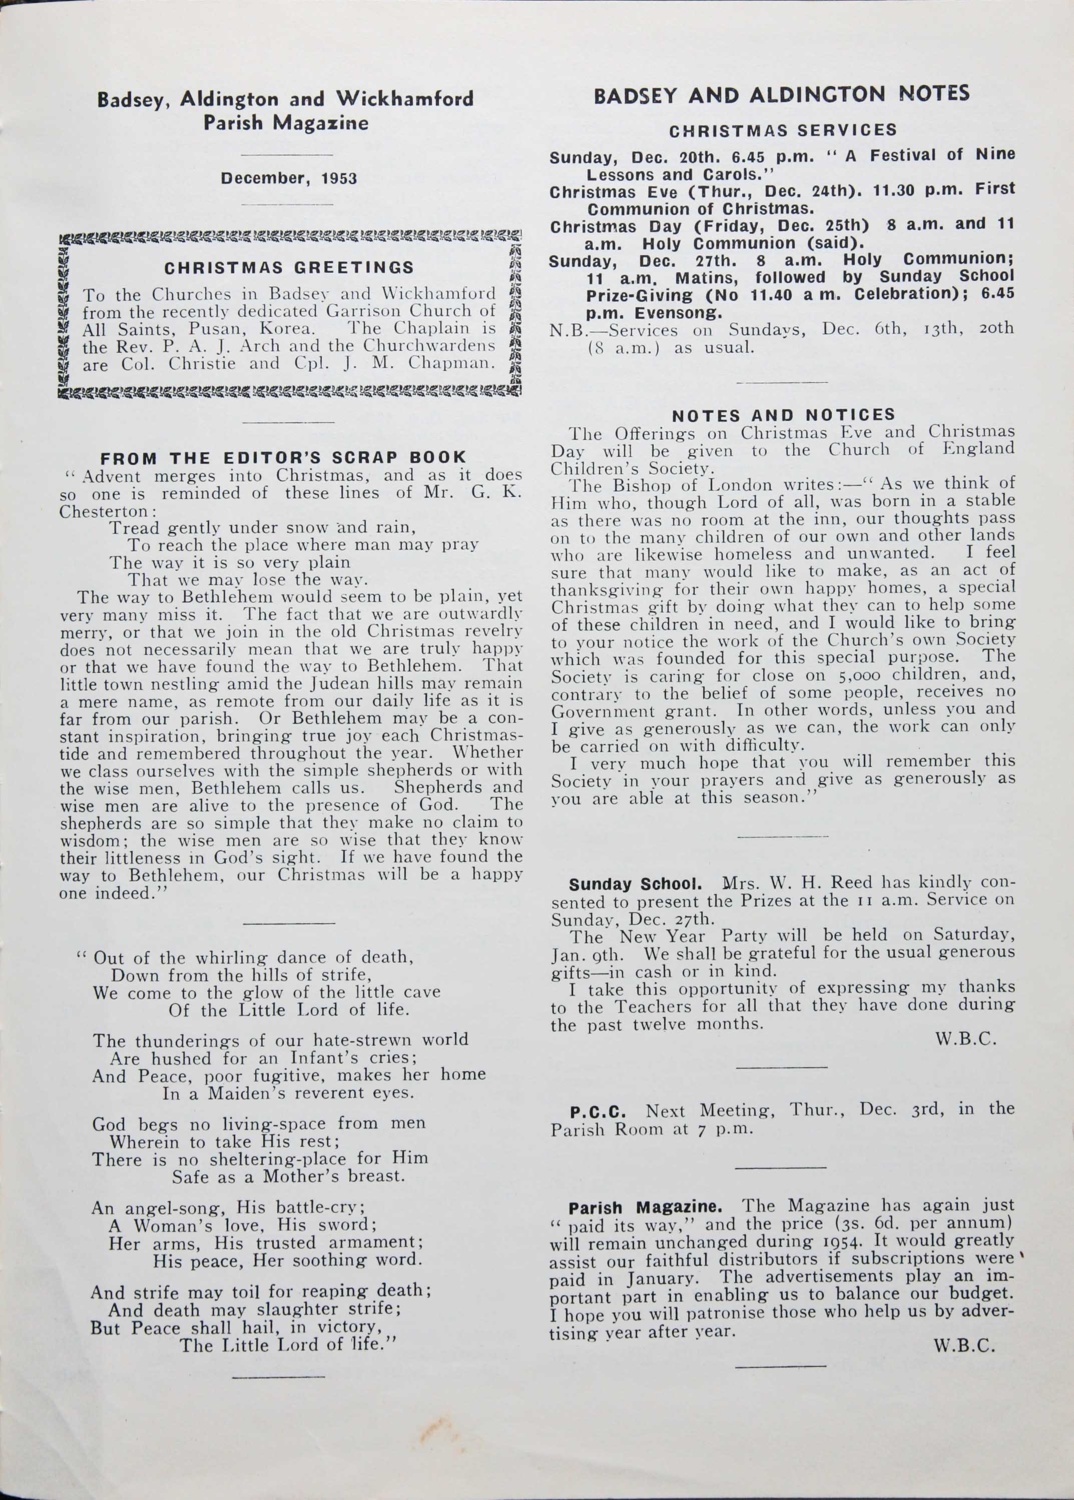 Badsey, Aldington and Wickhamford
Parish Magazine
December, 1953
CHRISTMAS GREETINGS
To the Churches in Badsey and Wickhamford
from the recently dedicated Garrison Church of
All Saints, Pusan, Korea. The Chaplain is
the Rev. P. A. J. Arch and the Churchwardens
are Col. Christie and Cpl. J. M. Chapman.
FROM THE EDITOR'S SCRAP BOOK
“ Advent merges into Christmas, and as it does
so one is reminded of these lines of Mr. G. K.
Chesterton :
Tread gently under snow and rain,
To reach the place where man may pray
The way it is so very plain
That we may lose the way.
The way to Bethlehem would seem to be plain, yet
very many miss it. The fact that we are outwardly
merry, or that we join in the old Christmas revelry
does not necessarily mean that we are truly happy
or that we have found the way to Bethlehem. That
little town nestling amid the Judean hills may remain
a mere name, as remote from our daily life as it is
far from our parish. Or Bethlehem may be a con-
stant inspiration, bringing true joy each Christmas-
tide and remembered throughout the year. Whether
we class ourselves with the simple shepherds or with
the wise men, Bethlehem calls us. Shepherds and
wise men are alive to the presence of God. The
shepherds are so simple that they make no claim to
wisdom; the wise men are so wise that they know
their littleness in God's sight. If we have found the
way to Bethlehem, our Christmas will be a happy
one indeed.”
“ Out of the whirling dance of death,
Down from the hills of strife,
We come to the glow of the little cave
Of the Little Lord of life.
The thunderings of our hate-strewn world
Are hushed for an Infant's cries;
And Peace, poor fugitive, makes her home
In a Maiden's reverent eyes.
God begs no living-space from men
Wherein to take His rest;
There is no sheltering-place for Him
Safe as a Mother's breast.
An angel-song, His battle-cry;
A Woman's love, His sword;
Her arms, His trusted armament;
His peace, Her soothing word.
And strife may toil for reaping death;
And death may slaughter strife;
But Peace shall hail, in victory,
The Little Lord of life.”
BADSEY AND ALDINGTON NOTES
CHRISTMAS SERVICES
Sunday, Dec. 20th. 6.45 p.m. “ A Festival of Nine
Lessons and Carols.”
Christmas Eve (Thur., Dec. 24th). 11.30 p.m. First
Communion of Christmas.
Christmas Day (Friday, Dec. 25th) 8 a.m. and 11
a.m. Holy Communion (said).
Sunday, Dec. 27th. 8 a.m. Holy Communion;
11 a.m. Matins, followed by Sunday School
Prize-Giving (No 11.40 a m. Celebration); 6.45
p.m. Evensong.
N.B.—Services on Sundays, Dec. 6th, 13th, 20th
(8 a.m.) as usual.
NOTES AND NOTICES
The Offerings on Christmas Eve and Christmas
Day will be given to the Church of England
Children's Society.
The Bishop of London writes:—“ As we think of
Him who, though Lord of all, was born in a stable
as there was no room at the inn, our thoughts pass
on to the many children of our own and other lands
who are likewise homeless and unwanted. I feel
sure that many would like to make, as an act of
thanksgiving for their own happy homes, a special
Christmas gift by doing what they can to help some
of these children in need, and I would like to bring
to your notice the work of the Church's own Society
which was founded for this special purpose. The
Society is caring for close on 5,000 children, and,
contrary to the belief of some people, receives no
Government grant. In other words, unless you and
I give as generously as we can, the work can only
be carried on with difficulty.
I very much hope that you will remember this
Society in your prayers and give as generously as
you are able at this season.”
Sunday School. Mrs. W. H. Reed has kindly con-
sented to present the Prizes at the 11 a.m. Service on
Sunday, Dec. 27th.
The New Year Party will be held on Saturday,
Jan. 9th. We shall be grateful for the usual generous
gifts—in cash or in kind.
I take this opportunity of expressing my thanks
to the Teachers for all that they have done during
the past twelve months.
W.B.C.
P.C.C. Next Meeting, Thur., Dec. 3rd, in the
Parish Room at 7 p.m.
Parish Magazine. The Magazine has again just
“ paid its way,” and the price (3s. 6d. per annum)
will remain unchanged during 1954. It would greatly
assist our faithful distributors if subscriptions were
paid in January. The advertisements play an im-
portant part in enabling us to balance our budget.
I hope you will patronise those who help us by adver-
tising year after year.
W.B.C.